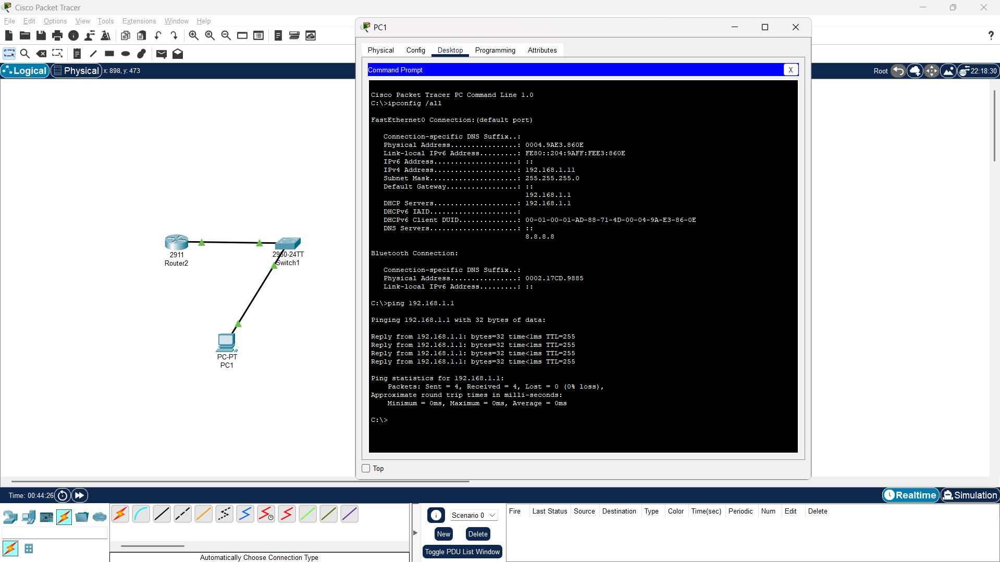 Cisco Packet Tracer
File Edit Options View Tools Extensions Window Help
Logical Physical x: 898, y: 473
Root 22:18:30
2911
Router2
2960-24TT
Switch1
PC-PT
PC1
PC1
Physical Config Desktop Programming Attributes
Command Prompt X
Cisco Packet Tracer PC Command Line 1.0
C:\>ipconfig /all
FastEthernet0 Connection:(default port)
Connection-specific DNS Suffix..:
Physical Address................: 0004.9AE3.860E
Link-local IPv6 Address.........: FE80::204:9AFF:FEE3:860E
IPv6 Address....................: ::
IPv4 Address....................: 192.168.1.11
Subnet Mask.....................: 255.255.255.0
Default Gateway.................: ::
192.168.1.1
DHCP Servers....................: 192.168.1.1
DHCPv6 IAID.....................:
DHCPv6 Client DUID..............: 00-01-00-01-AD-88-71-4D-00-04-9A-E3-86-0E
DNS Servers.....................: ::
8.8.8.8
Bluetooth Connection:
Connection-specific DNS Suffix..:
Physical Address................: 0002.17CD.9885
Link-local IPv6 Address.........: ::
C:\>ping 192.168.1.1
Pinging 192.168.1.1 with 32 bytes of data:
Reply from 192.168.1.1: bytes=32 time<1ms TTL=255
Reply from 192.168.1.1: bytes=32 time<1ms TTL=255
Reply from 192.168.1.1: bytes=32 time<1ms TTL=255
Reply from 192.168.1.1: bytes=32 time<1ms TTL=255
Ping statistics for 192.168.1.1:
Packets: Sent = 4, Received = 4, Lost = 0 (0% loss),
Approximate round trip times in milli-seconds:
Minimum = 0ms, Maximum = 0ms, Average = 0ms
C:\>
Top
Time: 00:44:26
Realtime Simulation
Scenario 0
New Delete
Toggle PDU List Window
Fire Last Status Source Destination Type Color Time(sec) Periodic Num Edit Delete
Automatically Choose Connection Type